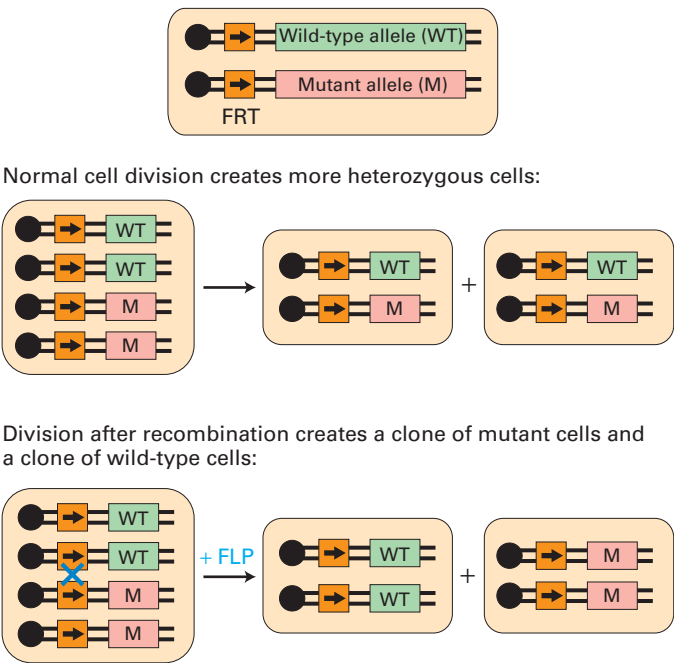 Wild-type allele (WT)
Mutant allele (M)
FRT
Normal cell division creates more heterozygous cells:
WT
WT
M
M
WT
M
+
WT
M
Division after recombination creates a clone of mutant cells and
a clone of wild-type cells:
WT
WT
M
M
+ FLP
WT
WT
+
M
M